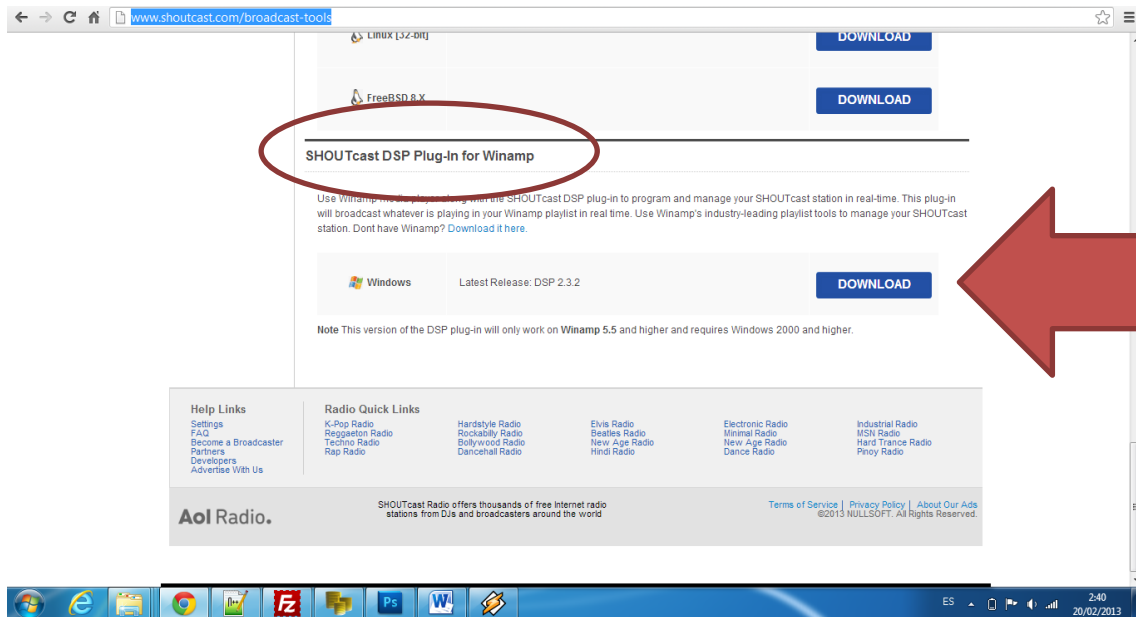 www.shoutcast.com/broadcast-tools
Linux [32-bit]
DOWNLOAD
FreeBSD 8.X
DOWNLOAD
SHOUTcast DSP Plug-In for Winamp
Use Winamp media player along with the SHOUTcast DSP plug-in to program and manage your SHOUTcast station in real-time. This plug-in
will broadcast whatever is playing in your Winamp playlist in real time. Use Winamp's industry-leading playlist tools to manage your SHOUTcast
station. Dont have Winamp? Download it here.
Windows
Latest Release: DSP 2.3.2
DOWNLOAD
Note This version of the DSP plug-in will only work on Winamp 5.5 and higher and requires Windows 2000 and higher.
Help Links
Settings
FAQ
Become a Broadcaster
Partners
Developers
Advertise With Us
Radio Quick Links
K-Pop Radio
Reggaeton Radio
Techno Radio
Rap Radio
Hardstyle Radio
Rockabilly Radio
Bollywood Radio
Dancehall Radio
Elvis Radio
Beatles Radio
New Age Radio
Hindi Radio
Electronic Radio
Minimal Radio
New Age Radio
Dance Radio
Industrial Radio
MSN Radio
Hard Trance Radio
Pinoy Radio
Aol Radio.
SHOUTcast Radio offers thousands of free Internet radio
stations from DJs and broadcasters around the world
Terms of Service | Privacy Policy | About Our Ads
©2013 NULLSOFT. All Rights Reserved.
Fz
Ps
W
ES
2:40
20/02/2013